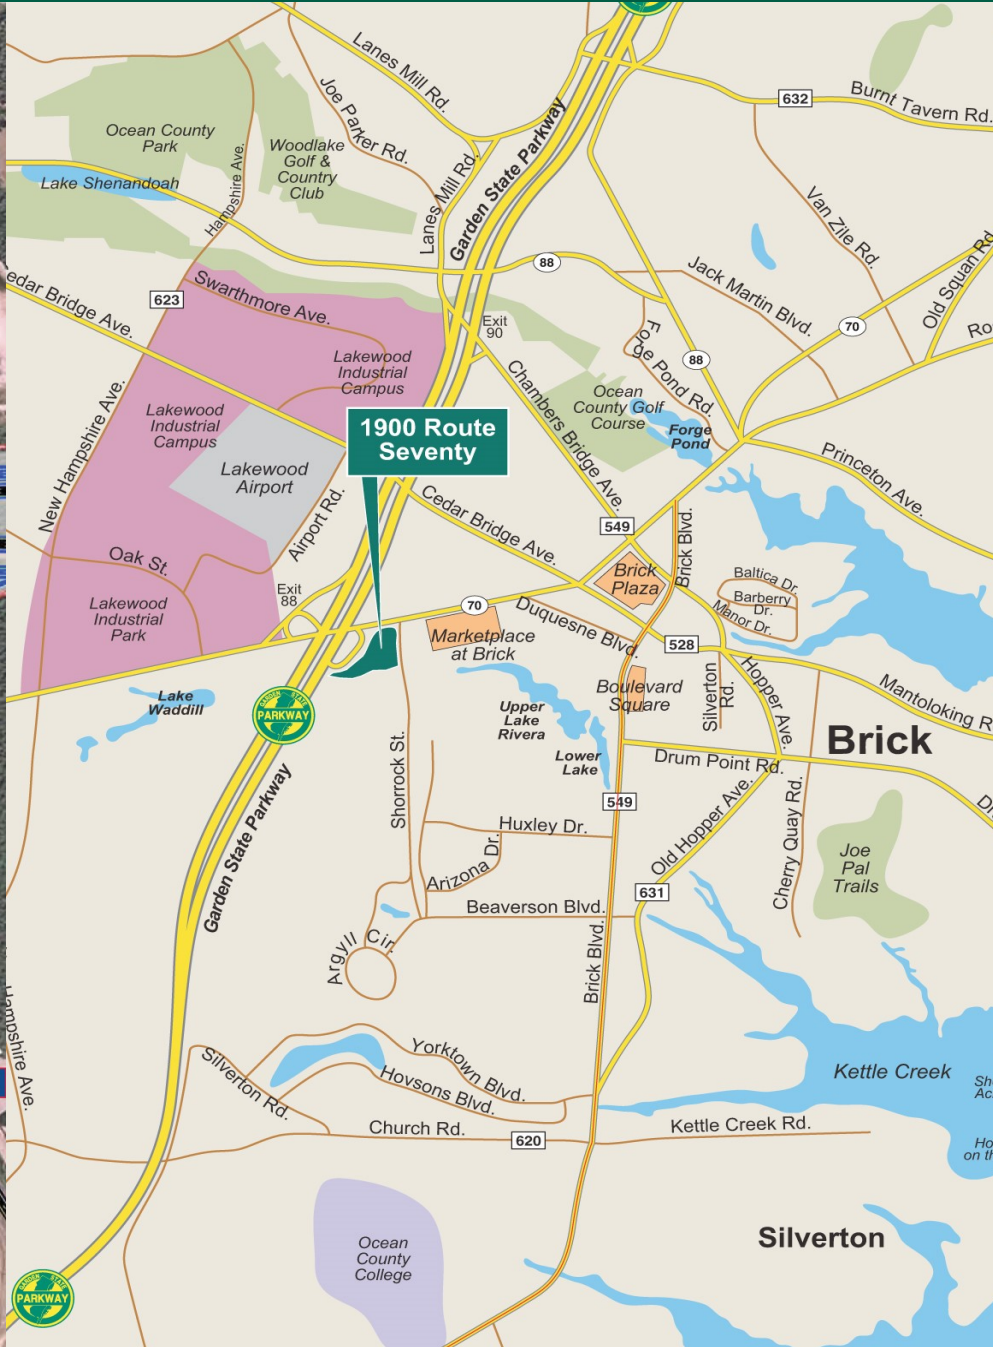 Lanes Mill Rd.
632
Burnt Tavern Rd.
Joe Parker Rd.
Ocean County
Park
Woodlake
Golf &
Country
Club
Hampshire Ave.
Lake Shenandoah
Lanes Mill Rd.
Garden State Parkway
Van Zile Rd.
88
Jack Martin Blvd.
Old Squan Rd.
70
edar Bridge Ave.
623
Swarthmore Ave.
Exit
90
Forge Pond Rd.
88
Lakewood
Industrial
Campus
Chambers Bridge Ave.
Ocean
County Golf
Course
Forge
Pond
Lakewood
Industrial
Campus
1900 Route
Seventy
Princeton Ave.
New Hampshire Ave.
Lakewood
Airport
Airport Rd.
Cedar Bridge Ave.
549
Brick Blvd.
Oak St.
Brick
Plaza
Baltica Dr.
Barberry
Dr.
Manor Dr.
Exit
88
Lakewood
Industrial
Park
70
Duquesne Blvd.
Marketplace
at Brick
528
Boulevard
Square
Silverton
Rd.
Hopper Ave.
Mantoloking R
Lake
Waddill
GARDEN STATE
PARKWAY
Upper
Lake
Rivera
Lower
Lake
Brick
Drum Point Rd.
Shorrock St.
Garden State Parkway
549
Huxley Dr.
Old Hopper Ave.
Cherry Quay Rd.
Arizona Dr.
631
Joe
Pal
Trails
Beaverson Blvd.
Argyll Cir.
Brick Blvd.
Hampshire Ave.
Silverton Rd.
Yorktown Blvd.
Hovsons Blvd.
Kettle Creek
Church Rd.
620
Kettle Creek Rd.
Ocean
County
College
Silverton
GARDEN STATE
PARKWAY